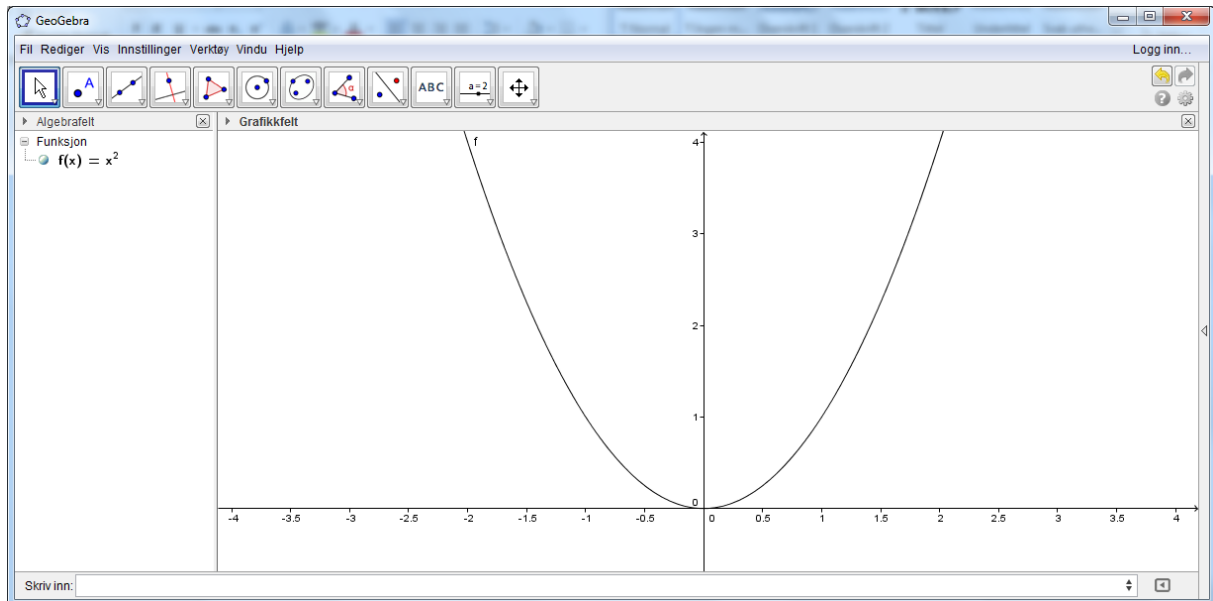 GeoGebra
Fil Rediger Vis Innstillinger Verktøy Vindu Hjelp Logg inn...
A α ABC a=2
Algebrafelt Grafikkfelt
Funksjon
f(x) = x²
f
4
3
2
1
0
-4 -3.5 -3 -2.5 -2 -1.5 -1 -0.5 0 0.5 1 1.5 2 2.5 3 3.5 4
Skriv inn: